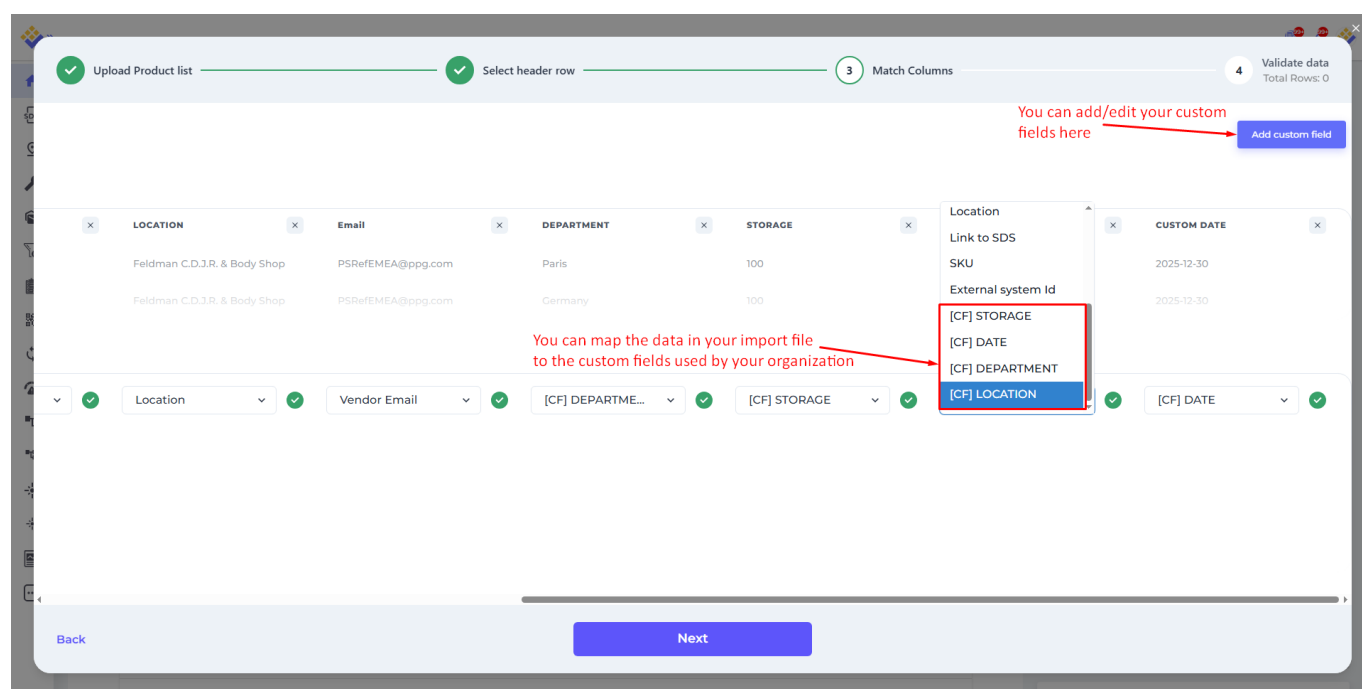 Upload Product list
Select header row
3 Match Columns
4 Validate data
Total Rows: 0
You can add/edit your custom
fields here
Add custom field
LOCATION Email DEPARTMENT STORAGE CUSTOM DATE
Feldman C.D.J.R. & Body Shop PSRefEMEA@ppg.com Paris 100 2025-12-30
Feldman C.D.J.R. & Body Shop PSRefEMEA@ppg.com Germany 100 2025-12-30
Location
Link to SDS
SKU
External system Id
[CF] STORAGE
[CF] DATE
[CF] DEPARTMENT
[CF] LOCATION
You can map the data in your import file
to the custom fields used by your organization
Location Vendor Email [CF] DEPARTME... [CF] STORAGE [CF] DATE
Back
Next